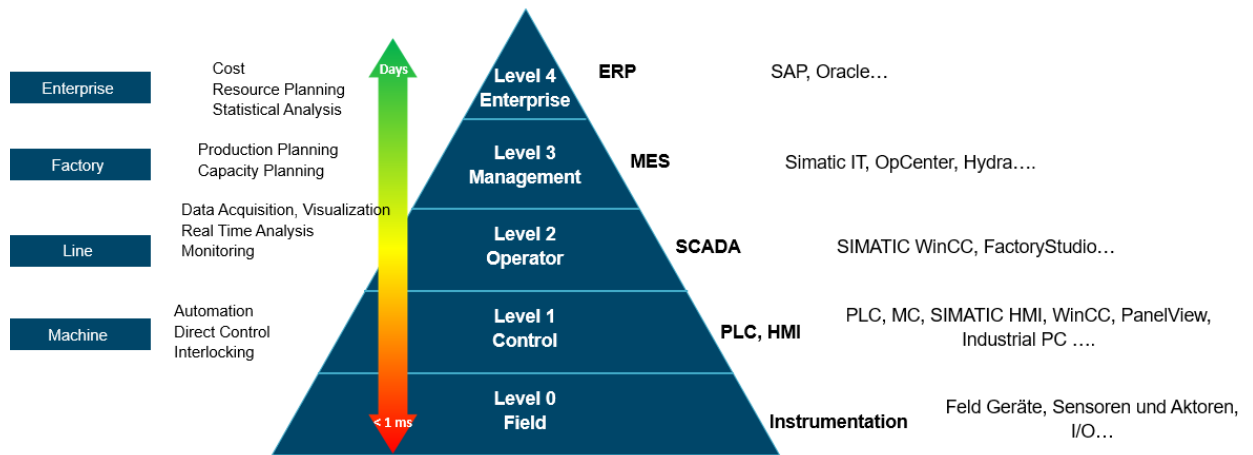 Enterprise
Cost
Resource Planning
Statistical Analysis
Days
Level 4
Enterprise
ERP
SAP, Oracle…
Factory
Production Planning
Capacity Planning
Level 3
Management
MES
Simatic IT, OpCenter, Hydra….
Line
Data Acquisition, Visualization
Real Time Analysis
Monitoring
Level 2
Operator
SCADA
SIMATIC WinCC, FactoryStudio…
Machine
Automation
Direct Control
Interlocking
Level 1
Control
PLC, HMI
PLC, MC, SIMATIC HMI, WinCC, PanelView,
Industrial PC ….
< 1 ms
Level 0
Field
Instrumentation
Feld Geräte, Sensoren und Aktoren,
I/O…